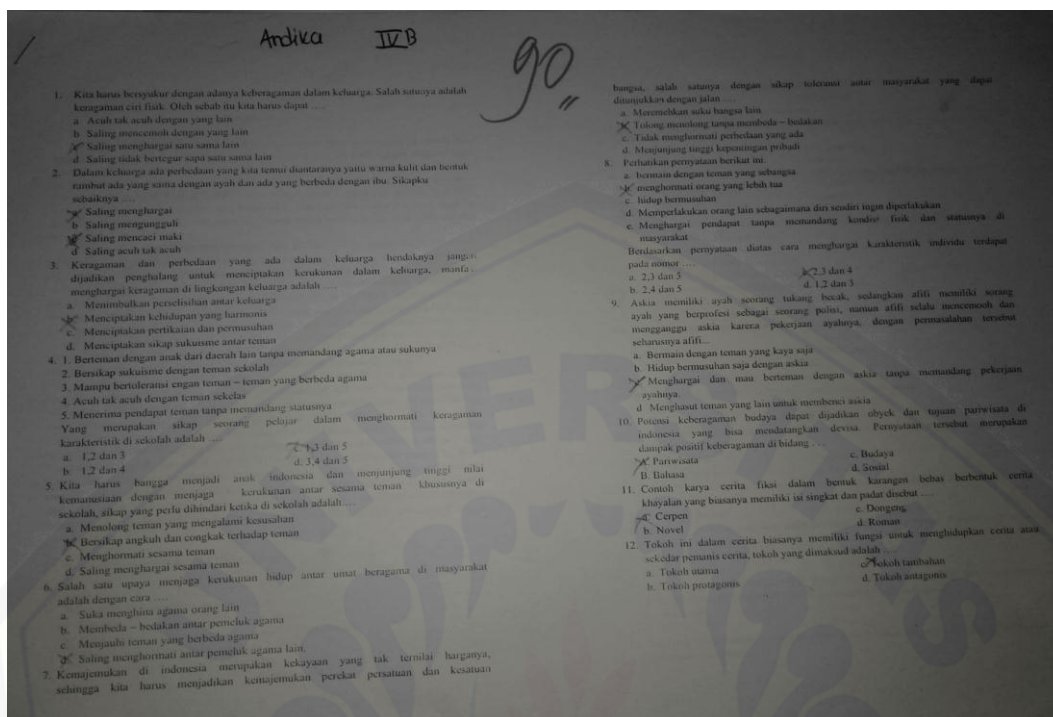 Andika IV B
90
1. Kita harus bersyukur dengan adanya keberagaman dalam keluarga. Salah satunya adalah
keragaman ciri fisik. Oleh sebab itu kita harus dapat ....
a Acuh tak acuh dengan yang lain
b Saling mencemooh dengan yang lain
c Saling menghargai satu sama lain
d Saling tidak bertegur sapa satu sama lain
2. Dalam keluarga ada perbedaan yang kita temui diantaranya yaitu warna kulit dan bentuk
rambut ada yang sama dengan ayah dan ada yang berbeda dengan ibu. Sikapku
sebaiknya ....
Saling menghargai
b Saling mengungguli
Saling mencaci maki
d Saling acuh tak acuh
3. Keragaman dan perbedaan yang ada dalam keluarga hendaknya jangan
dijadikan penghalang untuk menciptakan kerukunan dalam keluarga, manfa..
menghargai keragaman di lingkungan keluarga adalah ....
a. Menimbulkan perselisihan antar keluarga
b. Menciptakan kehidupan yang harmonis
c. Menciptakan pertikaian dan permusuhan
d. Menciptakan sikap sukuisme antar teman
4. 1. Berteman dengan anak dari daerah lain tanpa memandang agama atau sukunya
2. Bersikap sukuisme dengan teman sekolah
3. Mampu bertoleransi engan teman – teman yang berbeda agama
4. Acuh tak acuh dengan teman sekelas
5. Menerima pendapat teman tanpa memandang statusnya
Yang merupakan sikap seorang pelajar dalam menghormati keragaman
karakteristik di sekolah adalah ....
a. 1,2 dan 3 c. 1,3 dan 5
b 1,2 dan 4 d. 3,4 dan 5
5. Kita harus bangga menjadi anak indonesia dan menjunjung tinggi nilai
kemanusiaan dengan menjaga kerukunan antar sesama teman khususnya di
sekolah, sikap yang perlu dihindari ketika di sekolah adalah....
a. Menolong teman yang mengalami kesusahan
b. Bersikap angkuh dan congkak terhadap teman
c. Menghormati sesama teman
d. Saling menghargai sesama teman
6. Salah satu upaya menjaga kerukunan hidup antar umat beragama di masyarakat
adalah dengan cara ....
a. Suka menghina agama orang lain
b. Membeda – bedakan antar pemeluk agama
c. Menjauhi teman yang berbeda agama
d. Saling menghormati antar pemeluk agama lain.
7. Kemajemukan di indonesia merupakan kekayaan yang tak ternilai harganya,
sehingga kita harus menjadikan kemajemukan perekat persatuan dan kesatuan
bangsa, salah satunya dengan sikap toleransi antar masyarakat yang dapat
ditunjukkan dengan jalan ....
a. Meremehkan suku bangsa lain
b. Tolong menolong tanpa membeda – bedakan
c. Tidak menghormati perbedaan yang ada
d. Menjunjung tinggi kepentingan pribadi
8. Perhatikan pernyataan berikut ini:
a. bermain dengan teman yang sebangsa
b. menghormati orang yang lebih tua
c. hidup bermusuhan
d. Memperlakukan orang lain sebagaimana diri sendiri ingin diperlakukan
e. Menghargai pendapat tanpa memandang kondisi fisik dan statusnya di
masyarakat
Berdasarkan pernyataan diatas cara menghargai karakteristik individu terdapat
pada nomor ....
a. 2,3 dan 5 c. 2,3 dan 4
b. 2,4 dan 5 d. 1,2 dan 3
9. Askia memiliki ayah seorang tukang becak, sedangkan afifi memiliki sorang
ayah yang berprofesi sebagai seorang polisi, namun afifi selalu mencemooh dan
mengganggu askia karena pekerjaan ayahnya, dengan permasalahan tersebut
seharusnya afifi...
a. Bermain dengan teman yang kaya saja
b. Hidup bermusuhan saja dengan askia
c. Menghargai dan mau berteman dengan askia tanpa memandang pekerjaan
ayahnya.
d Menghasut teman yang lain untuk membenci askia
10. Potensi keberagaman budaya dapat dijadikan obyek dan tujuan pariwisata di
indonesia yang bisa mendatangkan devisa. Pernyataan tersebut merupakan
dampak positif keberagaman di bidang . . .
A. Pariwisata c. Budaya
B. Bahasa d. Sosial
11. Contoh karya cerita fiksi dalam bentuk karangan bebas berbentuk cerita
khayalan yang biasanya memiliki isi singkat dan padat disebut ....
a. Cerpen c. Dongeng
b. Novel d. Roman
12. Tokoh ini dalam cerita biasanya memiliki fungsi untuk menghidupkan cerita atau
sekedar pemanis cerita, tokoh yang dimaksud adalah ....
a. Tokoh utama c. Tokoh tambahan
b. Tokoh protagonis d. Tokoh antagonis